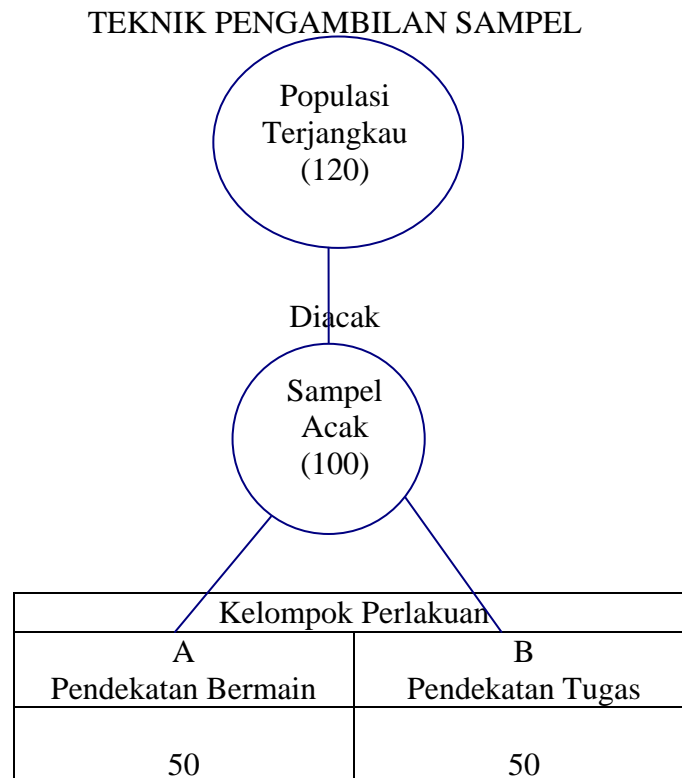 TEKNIK PENGAMBILAN SAMPEL
Populasi
Terjangkau
(120)
Diacak
Sampel
Acak
(100)
Kelompok Perlakuan
A
Pendekatan Bermain
B
Pendekatan Tugas
50
50